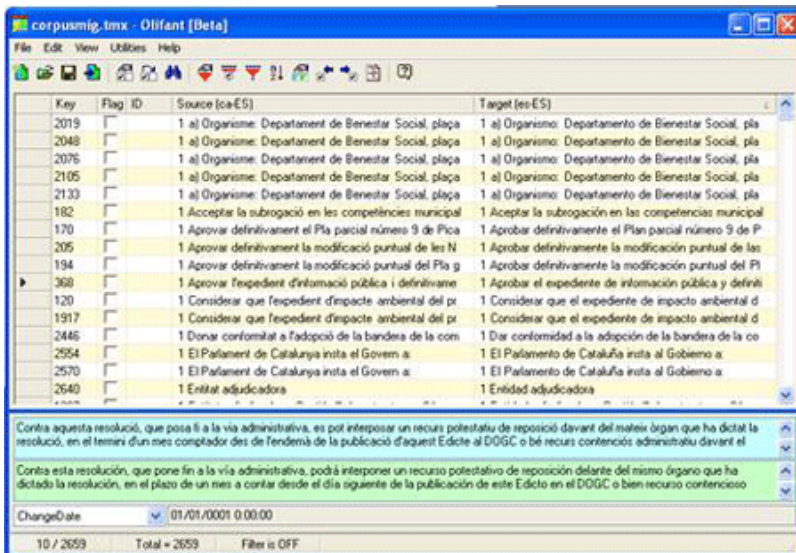 corpusmig.tmx - Olifant [Beta]
File Edit View Utilities Help
Key Flag ID Source (ca-ES) Target (es-ES)
2019 1 a) Organisme: Departament de Benestar Social, plaça 1 a) Organismo: Departamento de Bienestar Social, pla
2048 1 a) Organisme: Departament de Benestar Social, plaça 1 a) Organismo: Departamento de Bienestar Social, pla
2076 1 a) Organisme: Departament de Benestar Social, plaça 1 a) Organismo: Departamento de Bienestar Social, pla
2105 1 a) Organisme: Departament de Benestar Social, plaça 1 a) Organismo: Departamento de Bienestar Social, pla
2133 1 a) Organisme: Departament de Benestar Social, plaça 1 a) Organismo: Departamento de Bienestar Social, pla
182 1 Acceptar la subrogació en les competències municipal 1 Aceptar la subrogación en las competencias municipal
170 1 Aprovar definitivament el Pla parcial número 9 de Pica 1 Aprobar definitivamente el Plan parcial número 9 de P
205 1 Aprovar definitivament la modificació puntual de les N 1 Aprobar definitivamente la modificación puntual de las
194 1 Aprovar definitivament la modificació puntual del Pla g 1 Aprobar definitivamente la modificación puntual del Pl
368 1 Aprovar l'expedient d'informació pública i definitivame 1 Aprobar el expediente de información pública y definiti
120 1 Considerar que l'expedient d'impacte ambiental del pr 1 Considerar que el expediente de impacto ambiental d
1917 1 Considerar que l'expedient d'impacte ambiental del pr 1 Considerar que el expediente de impacto ambiental d
2446 1 Donar conformitat a l'adopció de la bandera de la com 1 Dar conformidad a la adopción de la bandera de la co
2554 1 El Parlament de Catalunya insta el Govern a: 1 El Parlamento de Cataluña insta al Gobierno a:
2570 1 El Parlament de Catalunya insta el Govern a: 1 El Parlamento de Cataluña insta al Gobierno a:
2640 1 Entitat adjudicadora 1 Entidad adjudicadora
Contra aquesta resolució, que posa fi a la via administrativa, es pot interposar un recurs potestatiu de reposició davant del mateix òrgan que ha dictat la
resolució, en el termini d'un mes comptador des de l'endemà de la publicació d'aquest Edicte al DOGC o bé recurs contenciós administratiu davant el
Contra esta resolución, que pone fin a la vía administrativa, podrá interponer un recurso potestativo de reposición delante del mismo órgano que ha
dictado la resolución, en el plazo de un mes a contar desde el día siguiente de la publicación de este Edicto en el DOGC o bien recurso contencioso
ChangeDate 01/01/0001 0:00:00
10 / 2659 Total = 2659 Filter is OFF